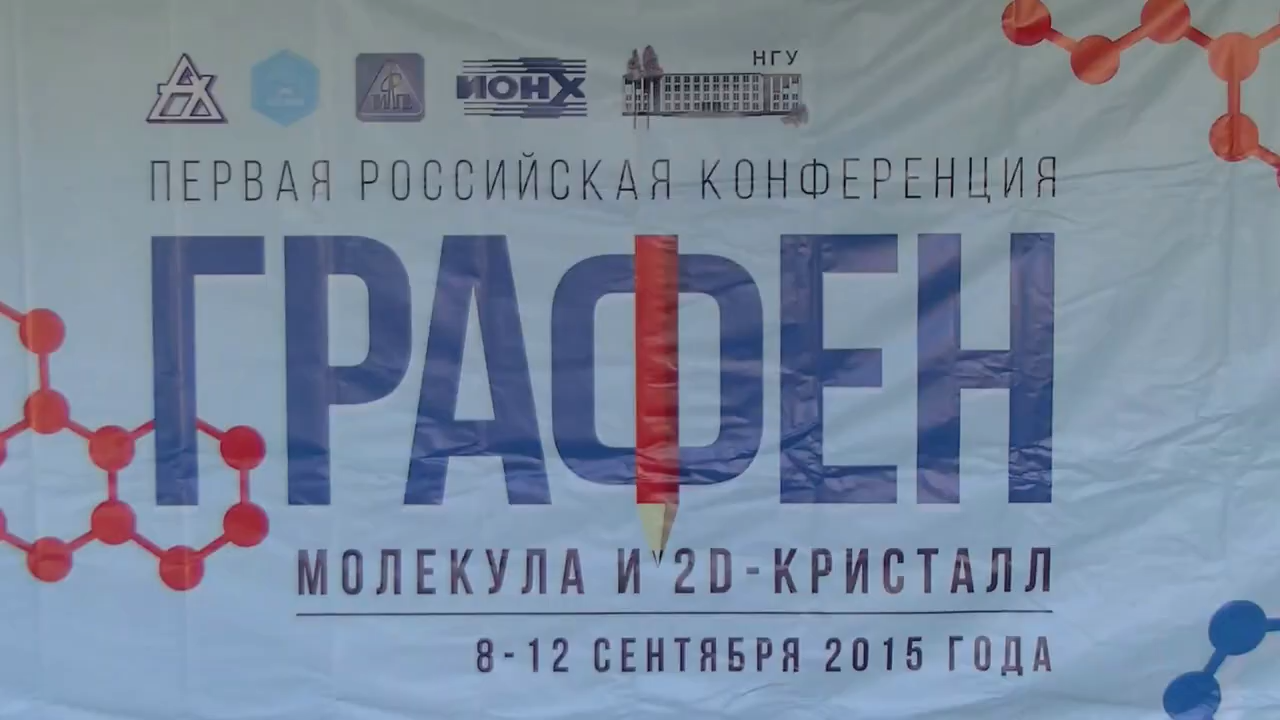 НГУ
ИОНХ
ПЕРВАЯ РОССИЙСКАЯ КОНФЕРЕНЦИЯ
ГРАФЕН
МОЛЕКУЛА И 2D-КРИСТАЛЛ
8-12 СЕНТЯБРЯ 2015 ГОДА